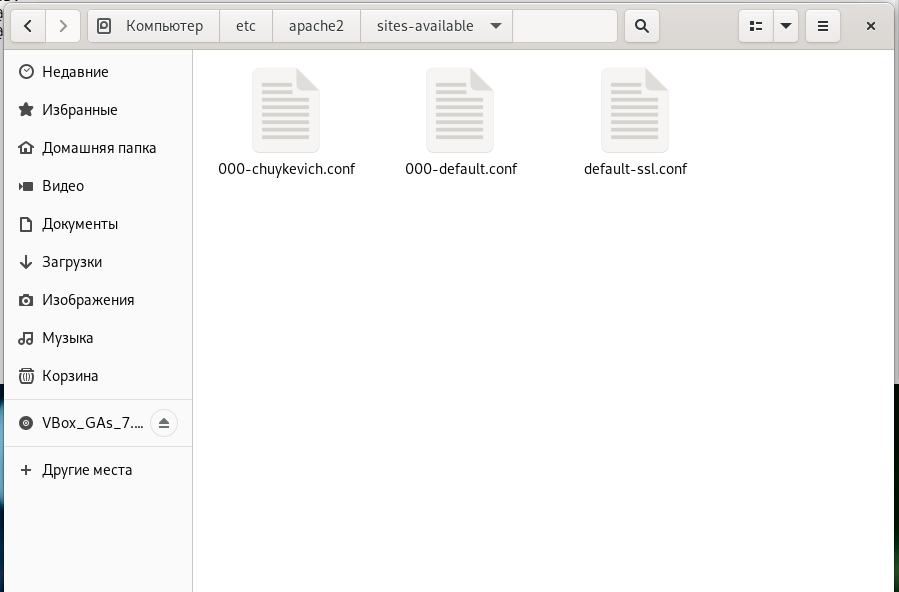 Компьютер etc apache2 sites-available
Недавние
Избранные
Домашняя папка
Видео
Документы
Загрузки
Изображения
Музыка
Корзина
VBox_GAs_7....
Другие места
000-chuykevich.conf 000-default.conf default-ssl.conf